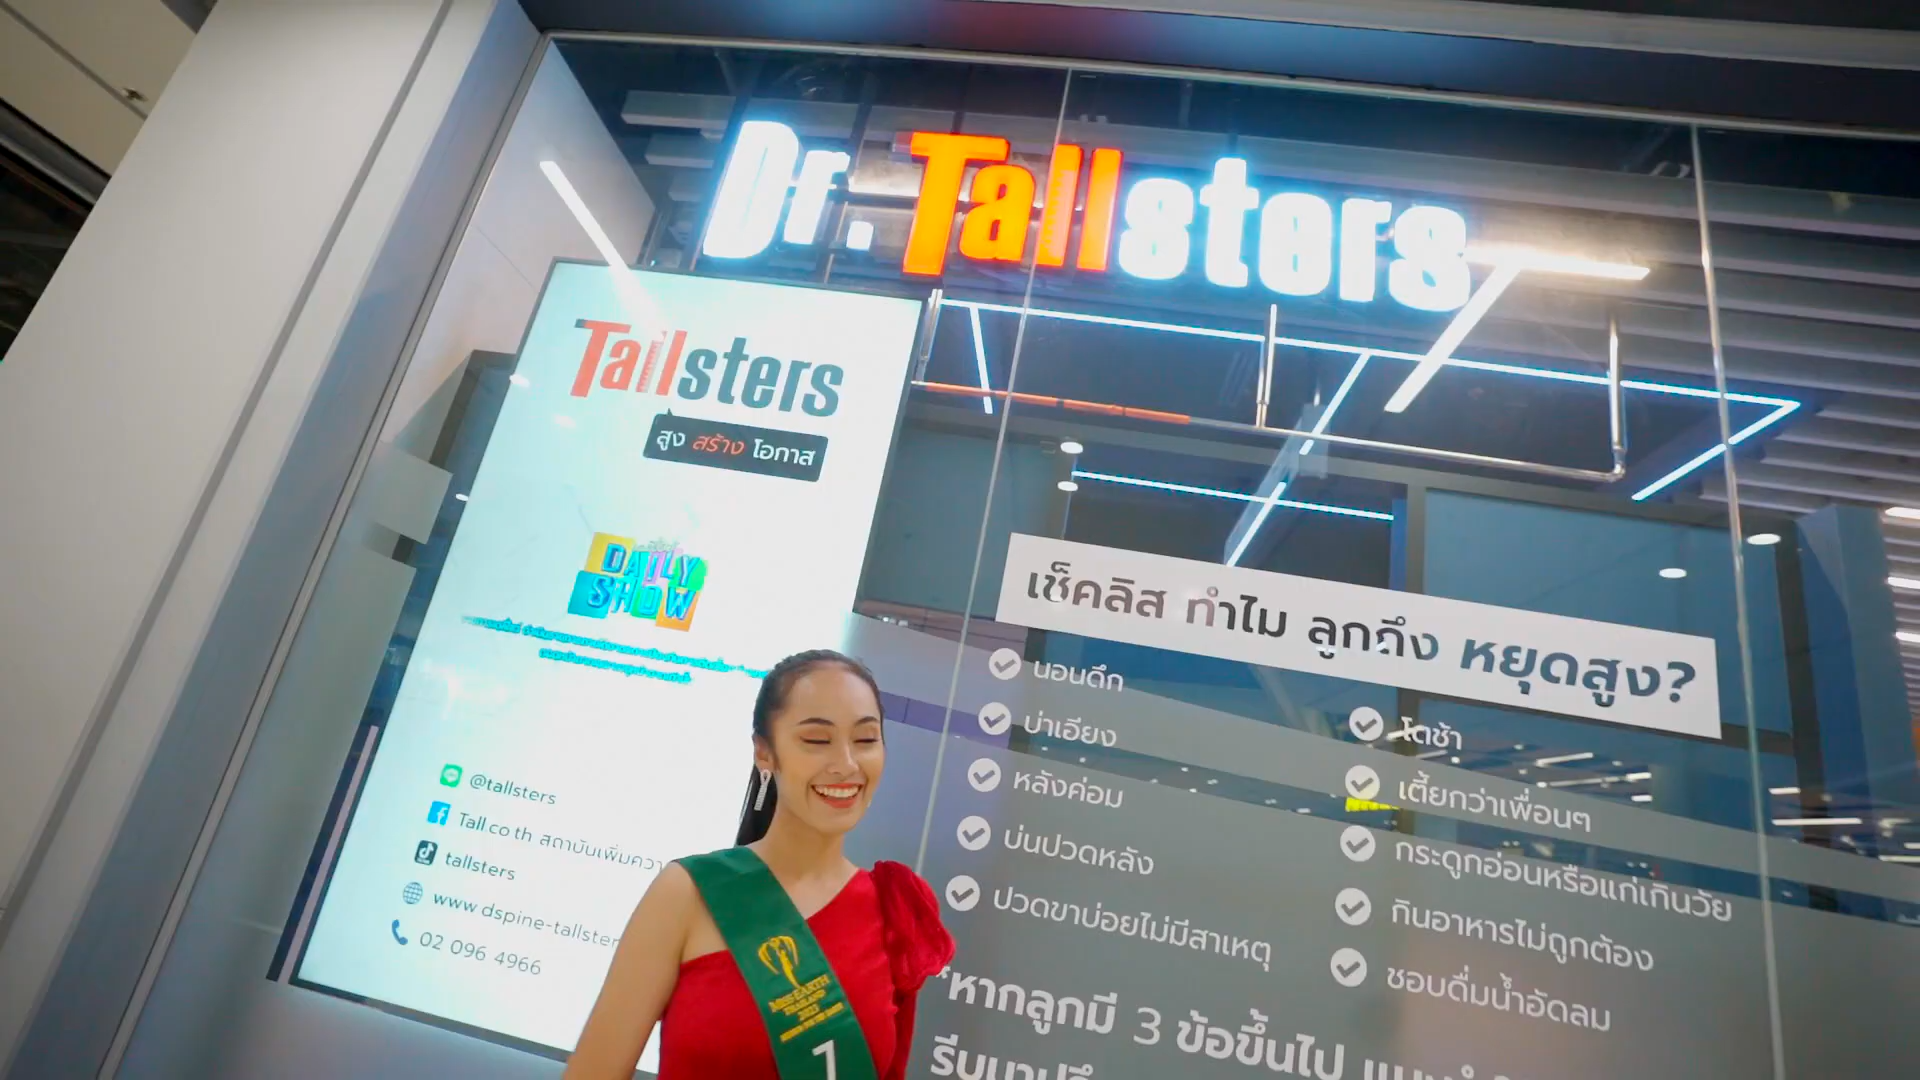 Dr. Tallsters
Tallsters
สูง สร้าง โอกาส
DAILY
SHOW
@tallsters
Tall.co.th สถาบันเพิ่มควา
tallsters
www.dspine-tallster
02 096 4966
เช็คลิส ทำไม ลูกถึง หยุดสูง?
นอนดึก
บ่าเอียง
หลังค่อม
บ่นปวดหลัง
ปวดขาบ่อยไม่มีสาเหตุ
โตช้า
เตี้ยกว่าเพื่อนๆ
กระดูกอ่อนหรือแก่เกินวัย
กินอาหารไม่ถูกต้อง
ชอบดื่มน้ำอัดลม
*หากลูกมี 3 ข้อขึ้นไป
MISS EARTH
THAILAND
2023
1